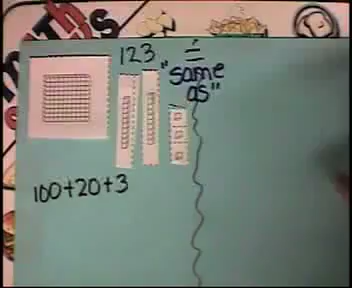 123
=
"same
as"
100+20+3